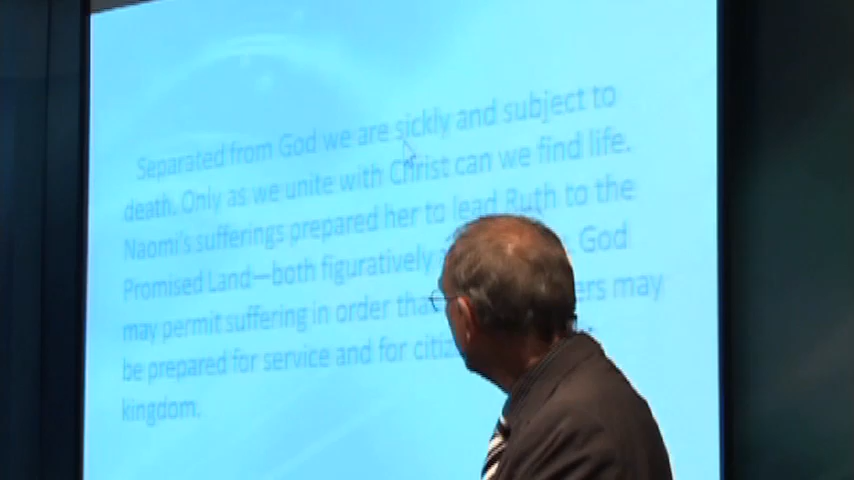 Separated from God we are sickly and subject to
death. Only as we unite with Christ can we find life.
Naomi's sufferings prepared her to lead Ruth to the
Promised Land—both figuratively God
may permit suffering in order may
be prepared for service and for
kingdom.